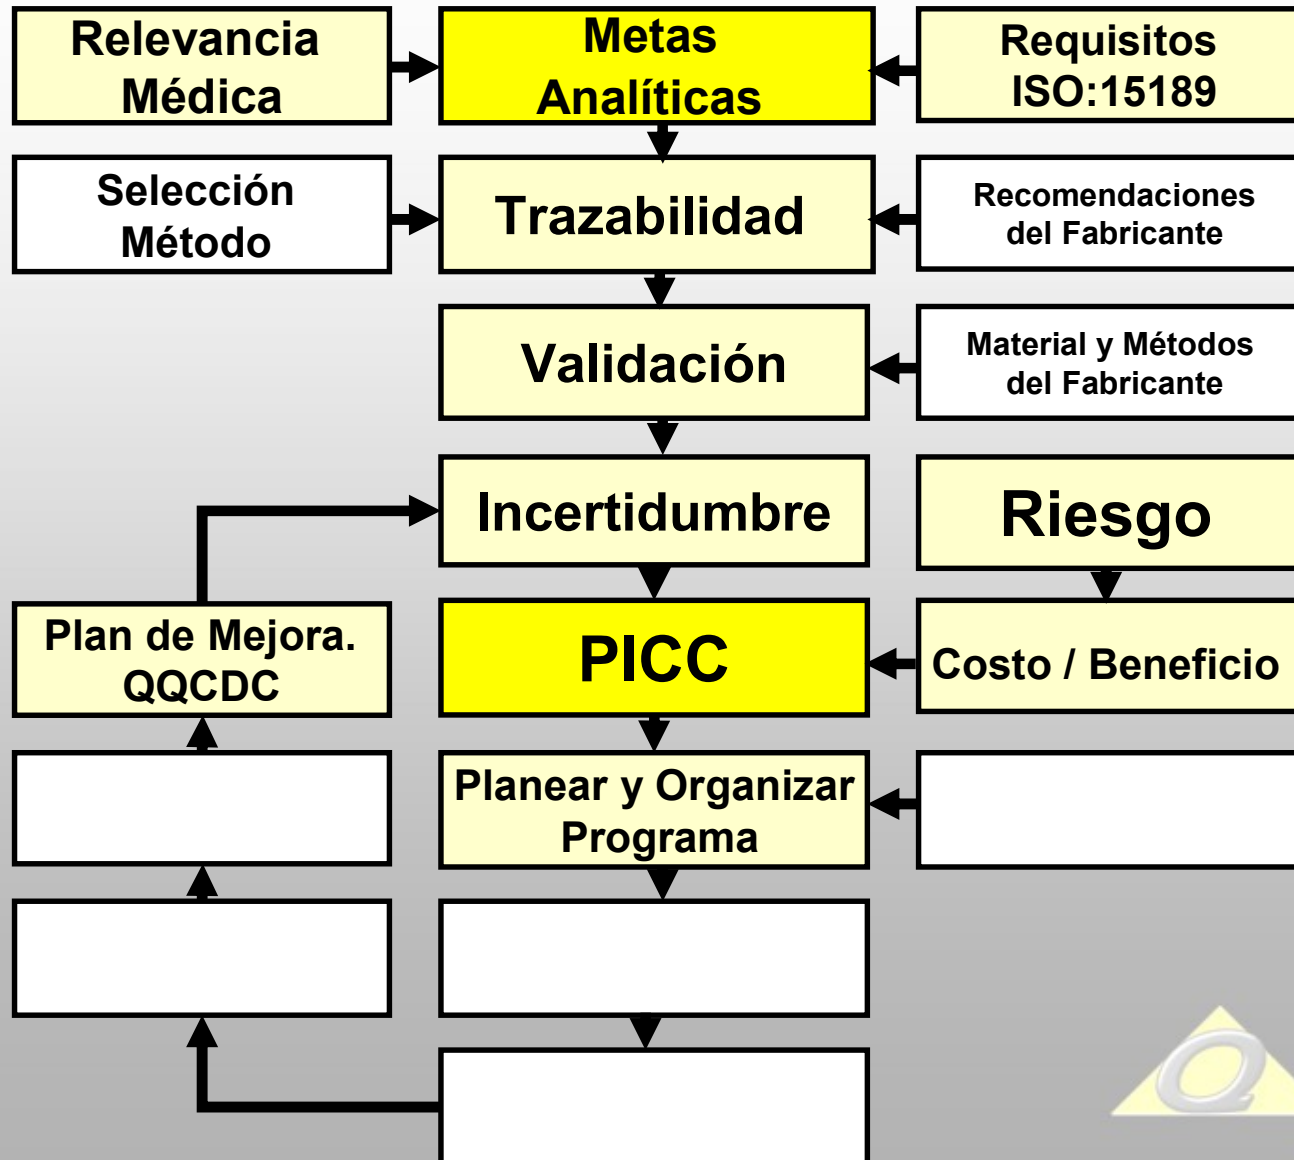 Relevancia
Médica
Metas
Analíticas
Requisitos
ISO:15189
Selección
Método
Trazabilidad
Recomendaciones
del Fabricante
Validación
Material y Métodos
del Fabricante
Incertidumbre
Riesgo
Plan de Mejora.
QQCDC
PICC
Costo / Beneficio
Planear y Organizar
Programa
Q